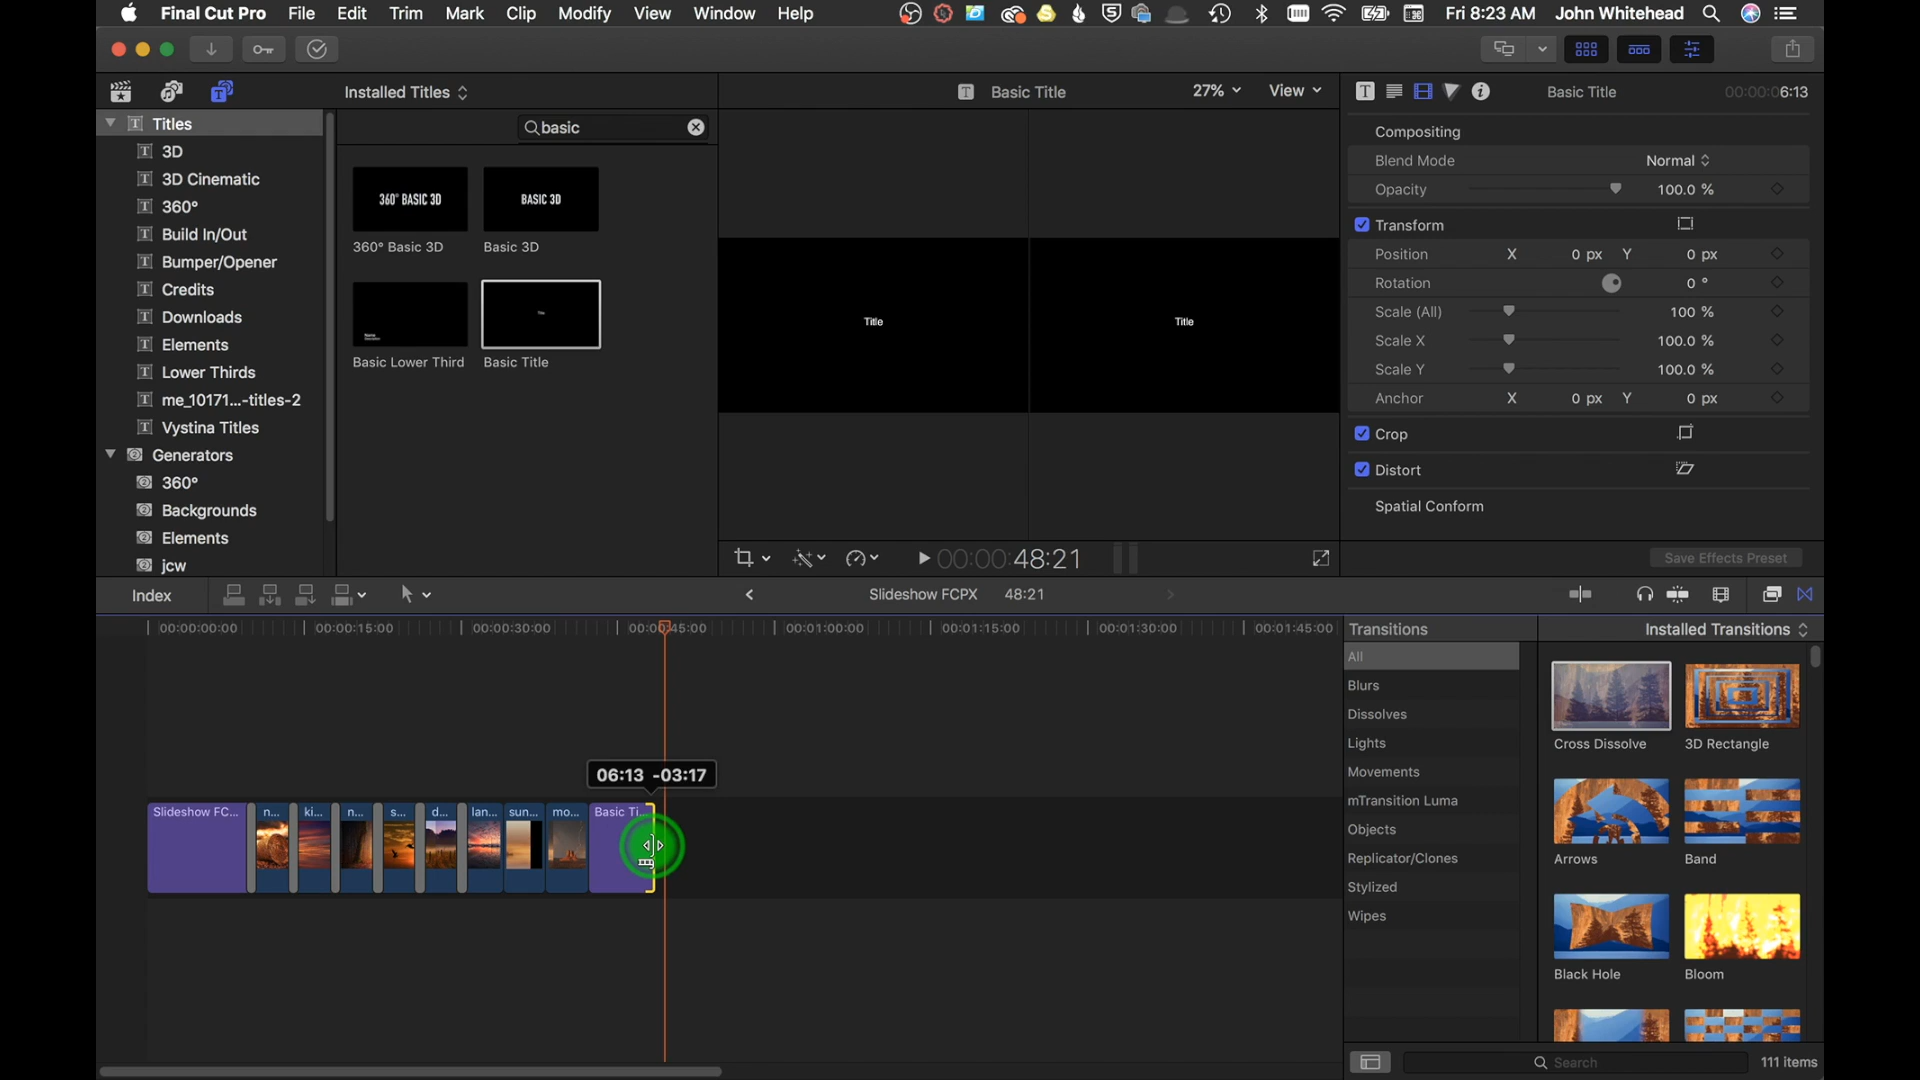 Final Cut Pro File Edit Trim Mark Clip Modify View Window Help Fri 8:23 AM John Whitehead
Installed Titles
Basic Title 27% View
Basic Title 00:00:06:13
Titles
3D
3D Cinematic
360°
Build In/Out
Bumper/Opener
Credits
Downloads
Elements
Lower Thirds
me_10171...-titles-2
Vystina Titles
Generators
360°
Backgrounds
Elements
jcw
basic
360° BASIC 3D
BASIC 3D
360° Basic 3D
Basic 3D
Basic Lower Third
Title
Basic Title
Title
Title
00:00:48:21
Compositing
Blend Mode Normal
Opacity 100.0 %
Transform
Position X 0 px Y 0 px
Rotation 0 °
Scale (All) 100 %
Scale X 100.0 %
Scale Y 100.0 %
Anchor X 0 px Y 0 px
Crop
Distort
Spatial Conform
Save Effects Preset
Index
Slideshow FCPX 48:21
00:00:00:00 00:00:15:00 00:00:30:00 00:00:45:00 00:01:00:00 00:01:15:00 00:01:30:00 00:01:45:00
06:13 -03:17
Slideshow FC... n... ki... n... s... d... lan... sun... mo... Basic Ti...
Transitions
All
Blurs
Dissolves
Lights
Movements
mTransition Luma
Objects
Replicator/Clones
Stylized
Wipes
Installed Transitions
Cross Dissolve
3D Rectangle
Arrows
Band
Black Hole
Bloom
Search
111 items